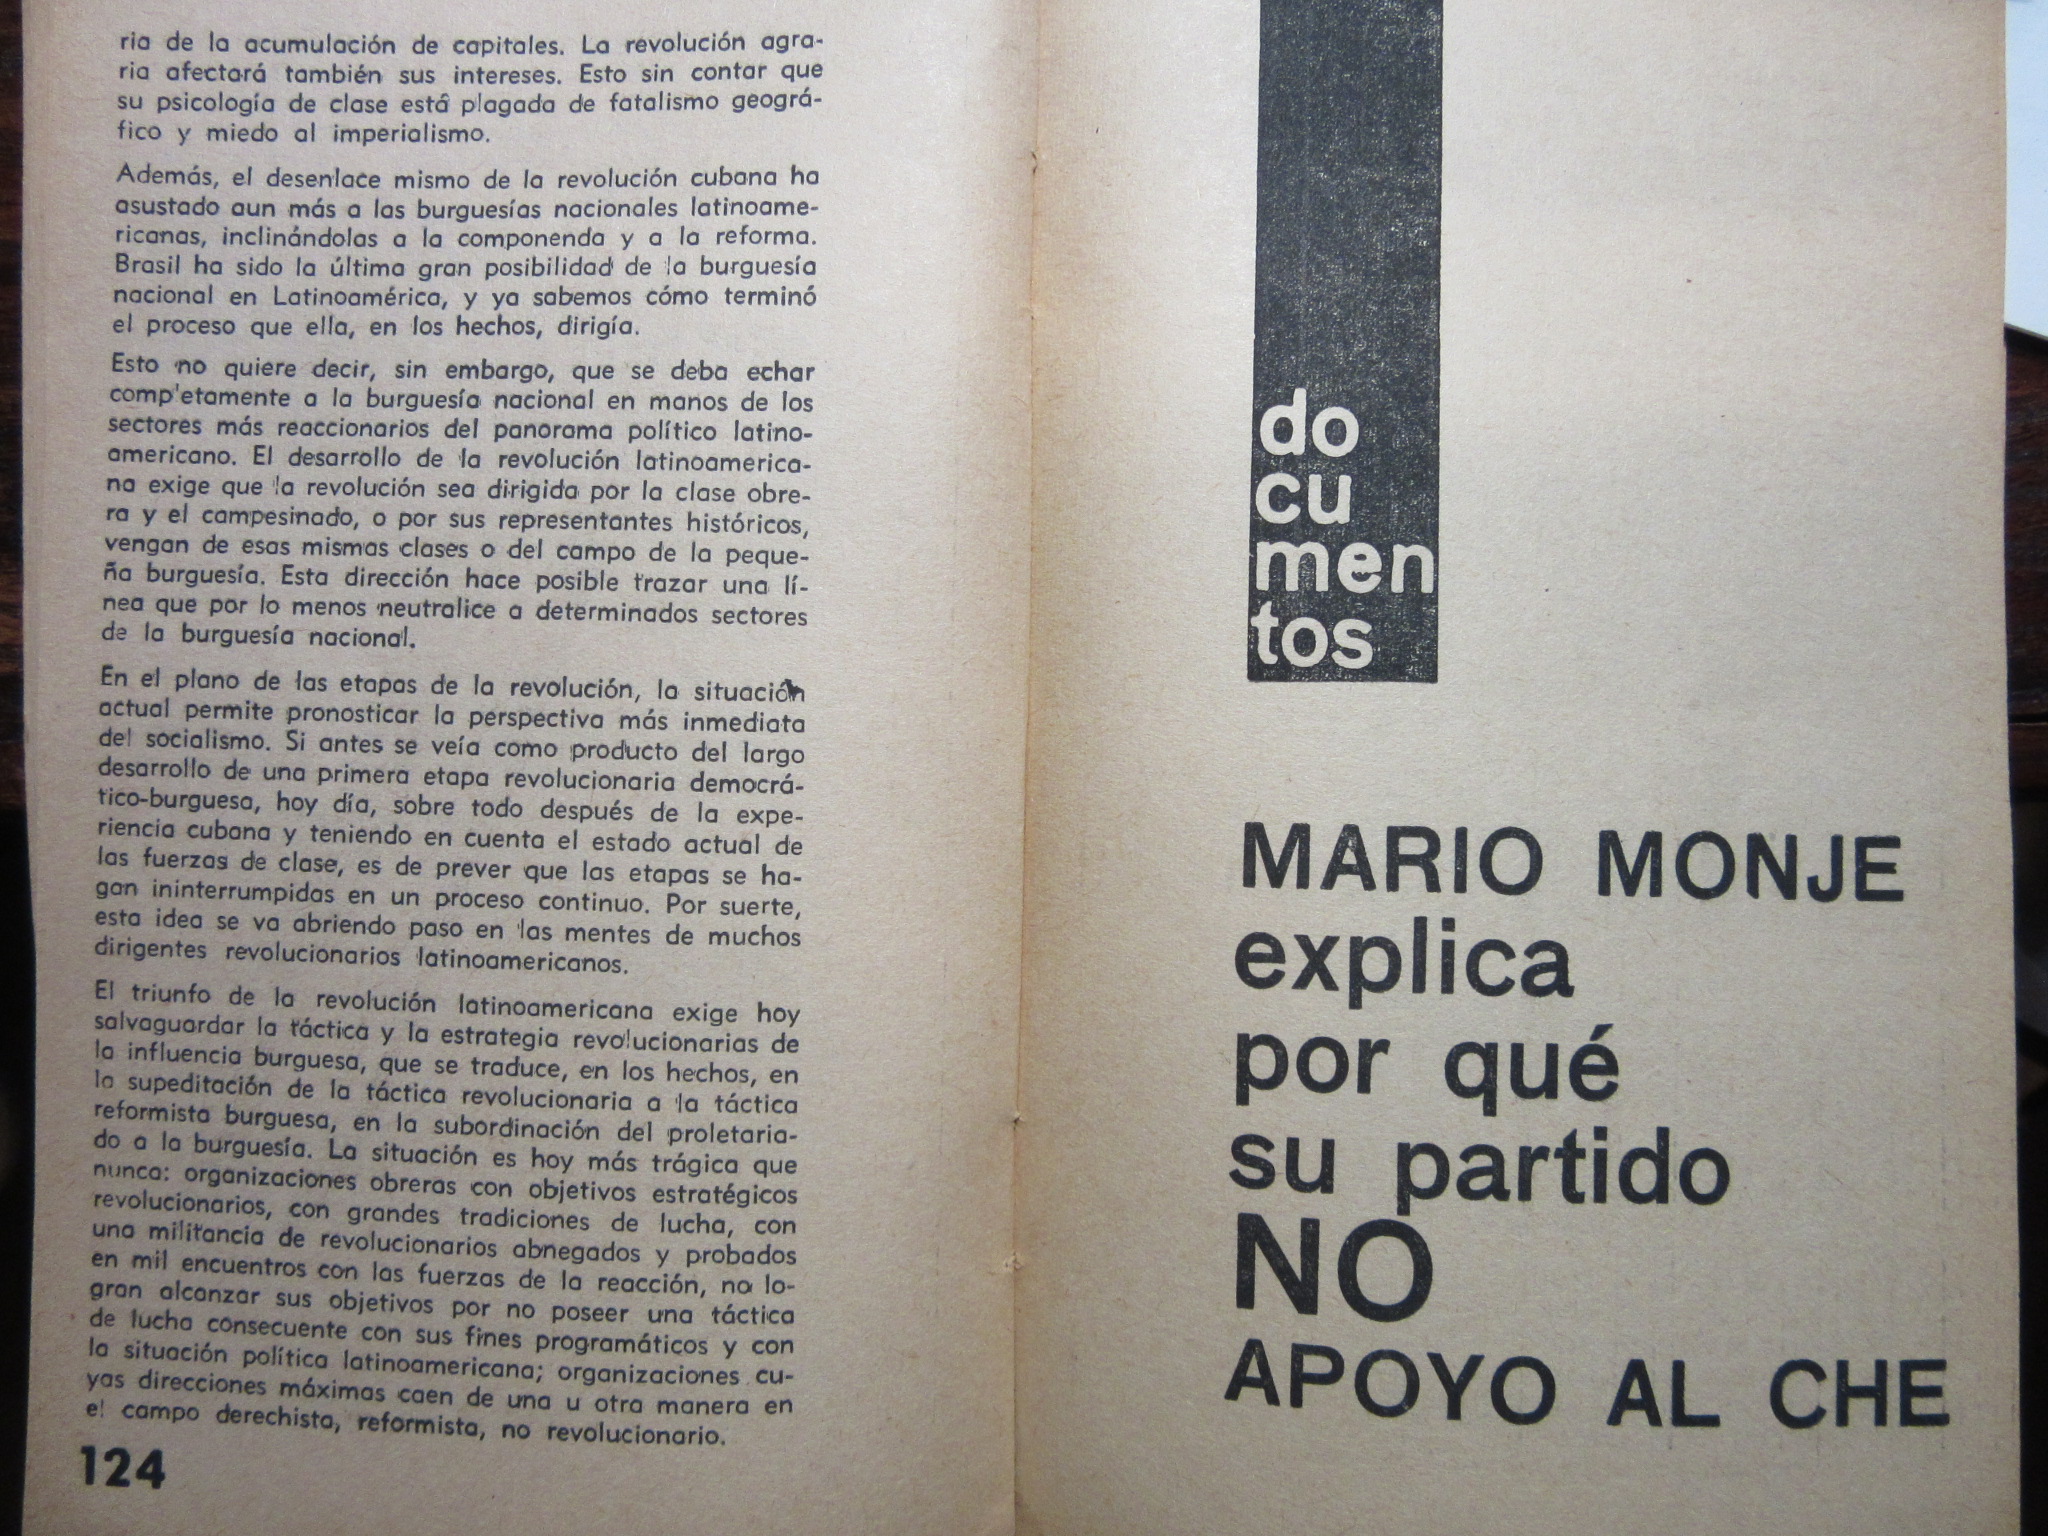 ria de la acumulación de capitales. La revolución agra-
ria afectará también sus intereses. Esto sin contar que
su psicología de clase está plagada de fatalismo geográ-
fico y miedo al imperialismo.
Además, el desenlace mismo de la revolución cubana ha
asustado aun más a las burguesías nacionales latinoame-
ricanas, inclinándolas a la componenda y a la reforma.
Brasil ha sido la última gran posibilidad de la burguesía
nacional en Latinoamérica, y ya sabemos cómo terminó
el proceso que ella, en los hechos, dirigía.
Esto no quiere decir, sin embargo, que se deba echar
completamente a la burguesía nacional en manos de los
sectores más reaccionarios del panorama político latino-
americano. El desarrollo de la revolución latinoamerica-
na exige que la revolución sea dirigida por la clase obre-
ra y el campesinado, o por sus representantes históricos,
vengan de esas mismas clases o del campo de la peque-
ña burguesía. Esta dirección hace posible trazar una lí-
nea que por lo menos neutralice a determinados sectores
de la burguesía nacional.
En el plano de las etapas de la revolución, la situación
actual permite pronosticar la perspectiva más inmediata
del socialismo. Si antes se veía como producto del largo
desarrollo de una primera etapa revolucionaria democrá-
tico-burguesa, hoy día, sobre todo después de la expe-
riencia cubana y teniendo en cuenta el estado actual de
las fuerzas de clase, es de prever que las etapas se ha-
gan ininterrumpidas en un proceso continuo. Por suerte,
esta idea se va abriendo paso en las mentes de muchos
dirigentes revolucionarios latinoamericanos.
El triunfo de la revolución latinoamericana exige hoy
salvaguardar la táctica y la estrategia revolucionarias de
la influencia burguesa, que se traduce, en los hechos, en
la supeditación de la táctica revolucionaria a la táctica
reformista burguesa, en la subordinación del proletaria-
do a la burguesía. La situación es hoy más trágica que
nunca: organizaciones obreras con objetivos estratégicos
revolucionarios, con grandes tradiciones de lucha, con
una militancia de revolucionarios abnegados y probados
en mil encuentros con las fuerzas de la reacción, no lo-
gran alcanzar sus objetivos por no poseer una táctica
de lucha consecuente con sus fines programáticos y con
la situación política latinoamericana; organizaciones cu-
yas direcciones máximas caen de una u otra manera en
el campo derechista, reformista, no revolucionario.
124
do
cu
men
tos
MARIO MONJE
explica
por qué
su partido
NO
APOYO AL CHE